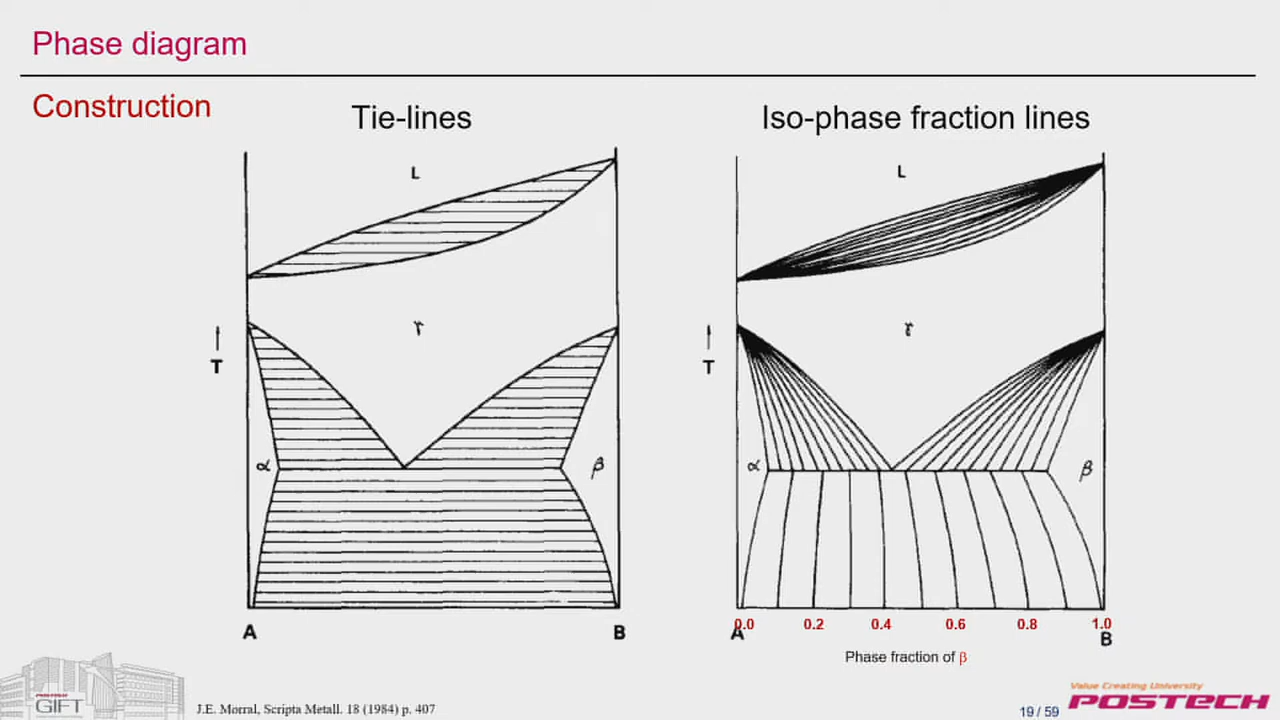 Phase diagram
Construction
Tie-lines
Iso-phase fraction lines
L
L
γ
γ
T
T
α
β
α
β
A
B
A
B
0.0
0.2
0.4
0.6
0.8
1.0
Phase fraction of β
POSTECH
GIFT
J.E. Morral, Scripta Metall. 18 (1984) p. 407
Value Creating University
POSTECH
19 / 59